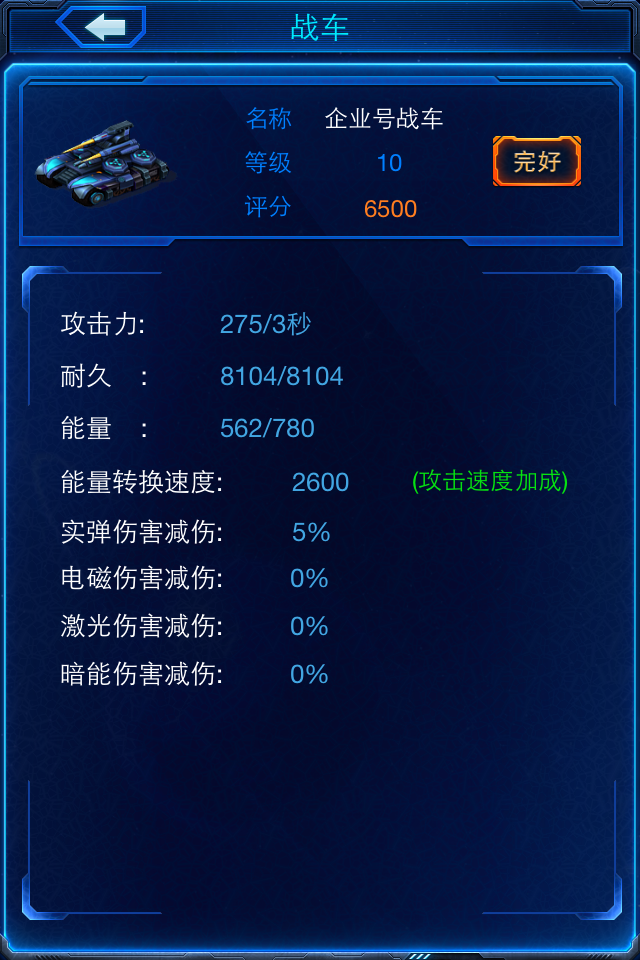 战车
名称 企业号战车
等级 10
评分 6500
完好
攻击力: 275/3秒
耐久 : 8104/8104
能量 : 562/780
能量转换速度: 2600 (攻击速度加成)
实弹伤害减伤: 5%
电磁伤害减伤: 0%
激光伤害减伤: 0%
暗能伤害减伤: 0%